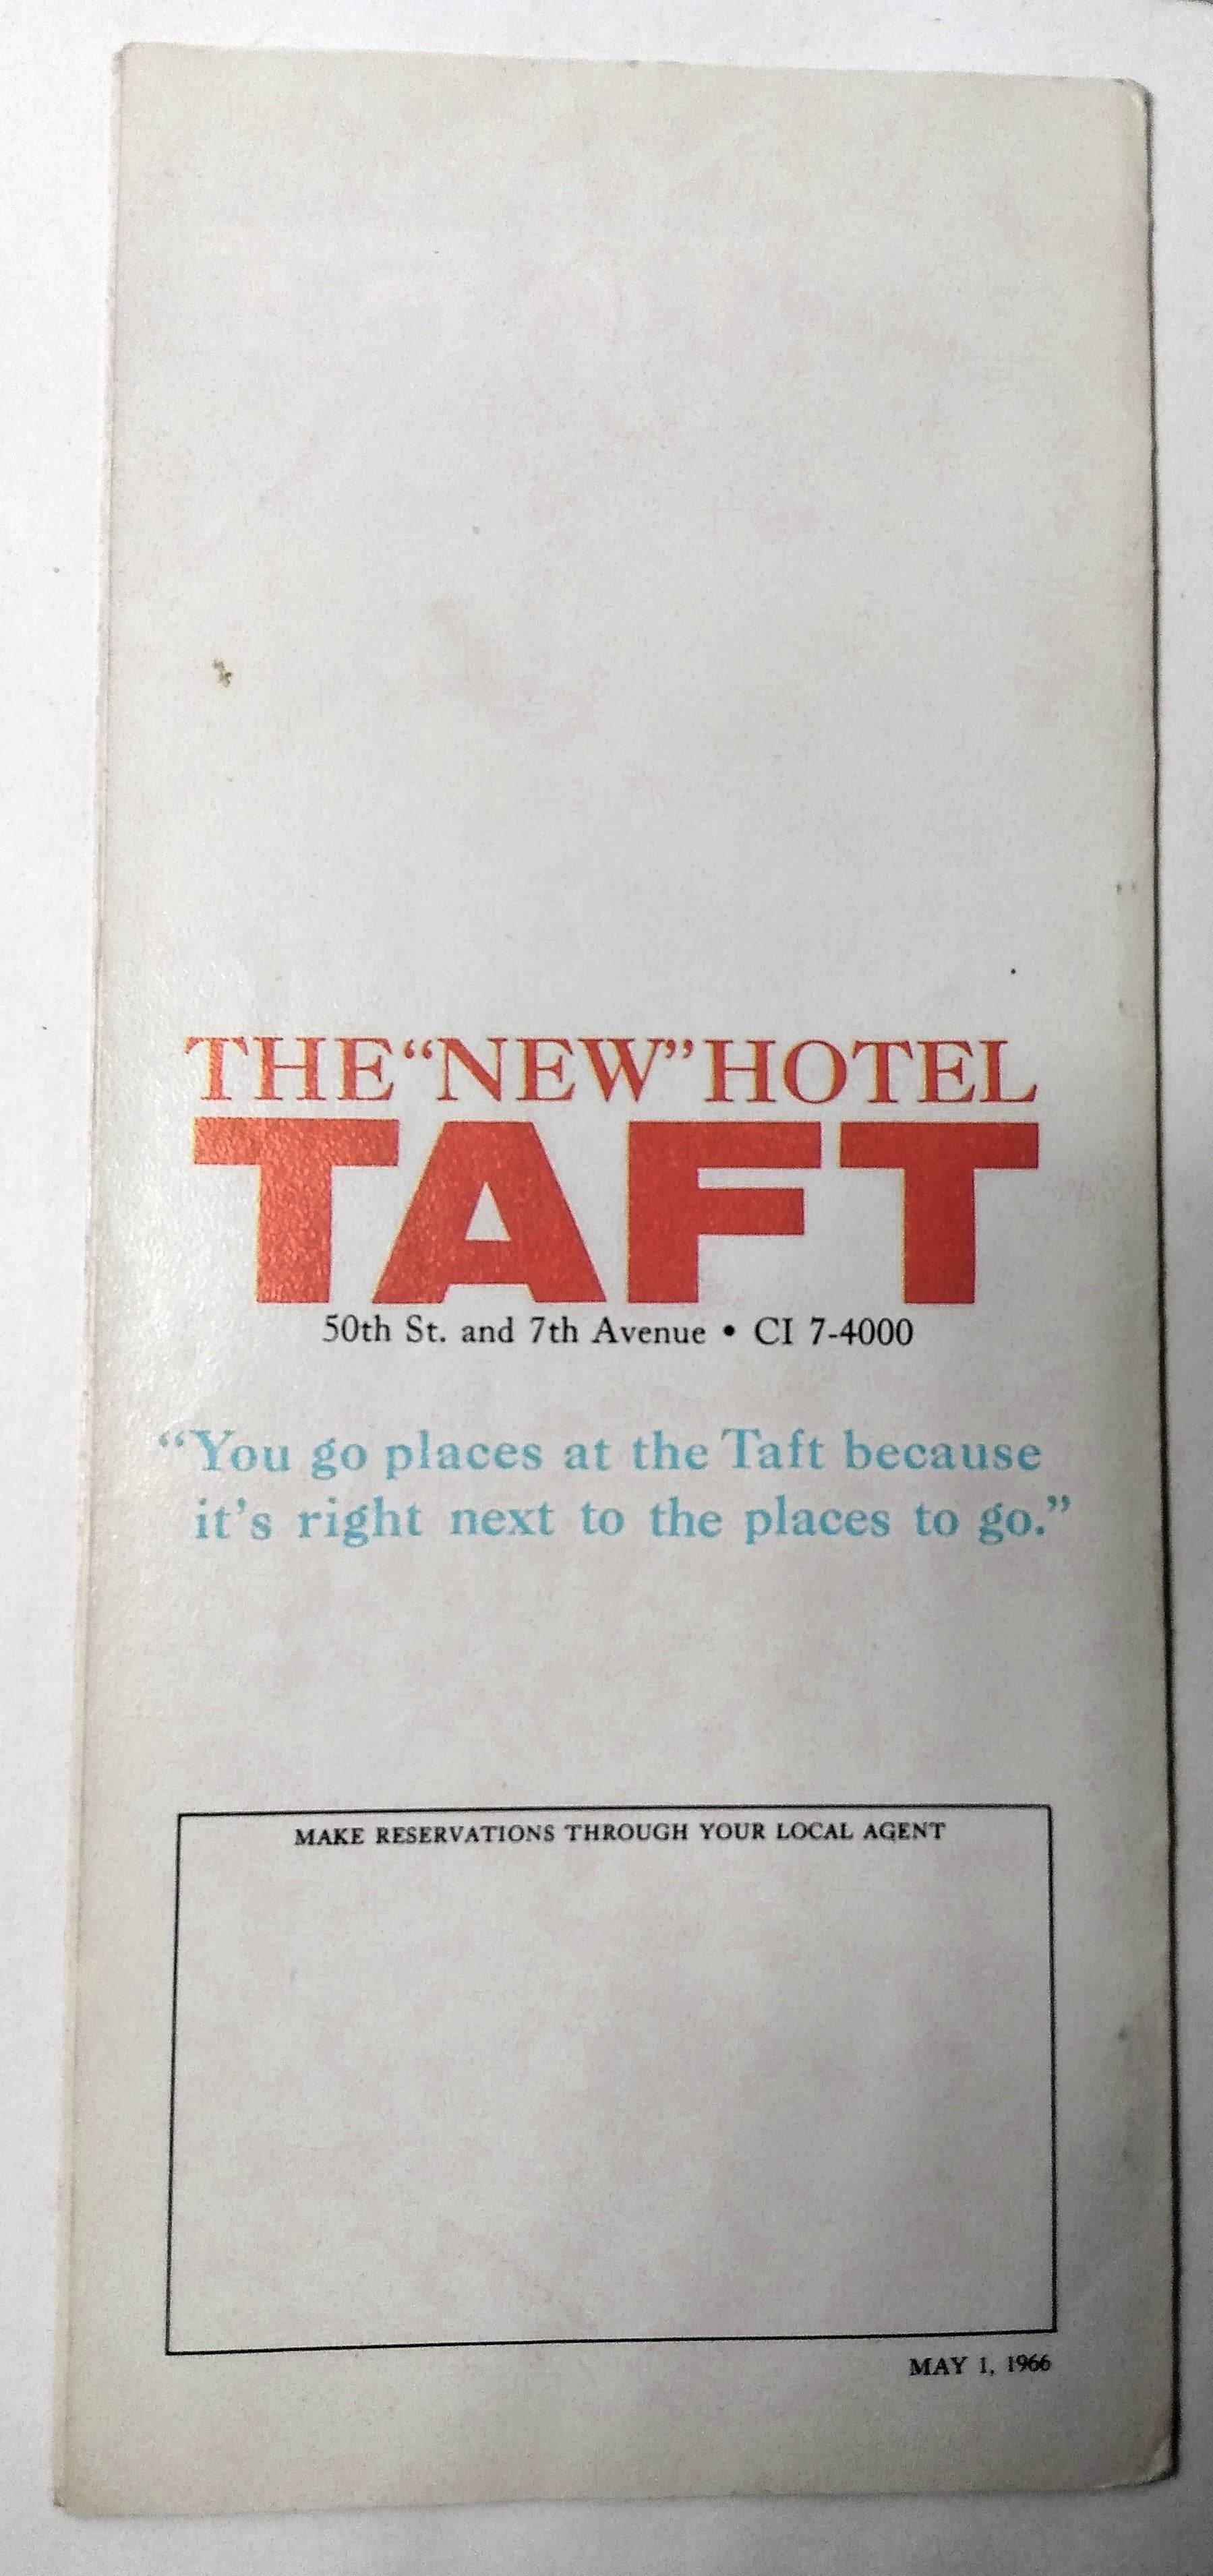 THE “NEW” HOTEL
TAFT
50th St. and 7th Avenue • CI 7-4000
“You go places at the Taft because
it’s right next to the places to go.”
MAKE RESERVATIONS THROUGH YOUR LOCAL AGENT
MAY 1, 1966